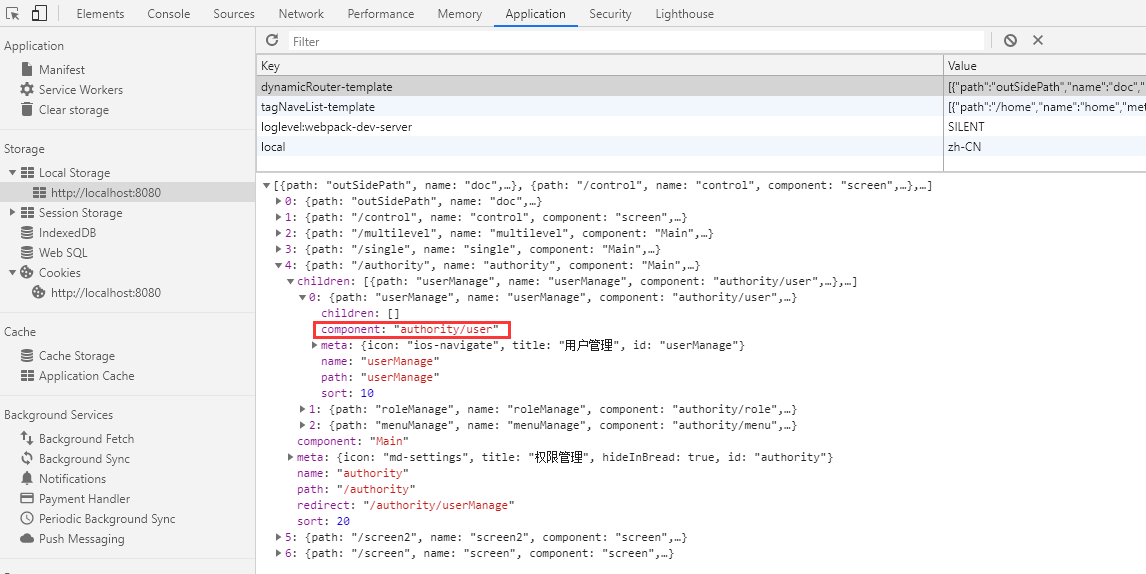 Elements Console Sources Network Performance Memory Application Security Lighthouse
Application
Manifest
Service Workers
Clear storage
Storage
Local Storage
http://localhost:8080
Session Storage
IndexedDB
Web SQL
Cookies
http://localhost:8080
Cache
Cache Storage
Application Cache
Background Services
Background Fetch
Background Sync
Notifications
Payment Handler
Periodic Background Sync
Push Messaging
Filter
Key Value
dynamicRouter-template [{"path":"outSidePath","name":"doc","
tagNaveList-template [{"path":"/home","name":"home","met
loglevel:webpack-dev-server SILENT
local zh-CN
[{path: "outSidePath", name: "doc",…}, {path: "/control", name: "control", component: "screen",…},…]
0: {path: "outSidePath", name: "doc",…}
1: {path: "/control", name: "control", component: "screen",…}
2: {path: "/multilevel", name: "multilevel", component: "Main",…}
3: {path: "/single", name: "single", component: "Main",…}
4: {path: "/authority", name: "authority", component: "Main",…}
children: [{path: "userManage", name: "userManage", component: "authority/user",…},…]
0: {path: "userManage", name: "userManage", component: "authority/user",…}
children: []
component: "authority/user"
meta: {icon: "ios-navigate", title: "用户管理", id: "userManage"}
name: "userManage"
path: "userManage"
sort: 10
1: {path: "roleManage", name: "roleManage", component: "authority/role",…}
2: {path: "menuManage", name: "menuManage", component: "authority/menu",…}
component: "Main"
meta: {icon: "md-settings", title: "权限管理", hideInBread: true, id: "authority"}
name: "authority"
path: "/authority"
redirect: "/authority/userManage"
sort: 20
5: {path: "/screen2", name: "screen2", component: "screen",…}
6: {path: "/screen", name: "screen", component: "screen",…}